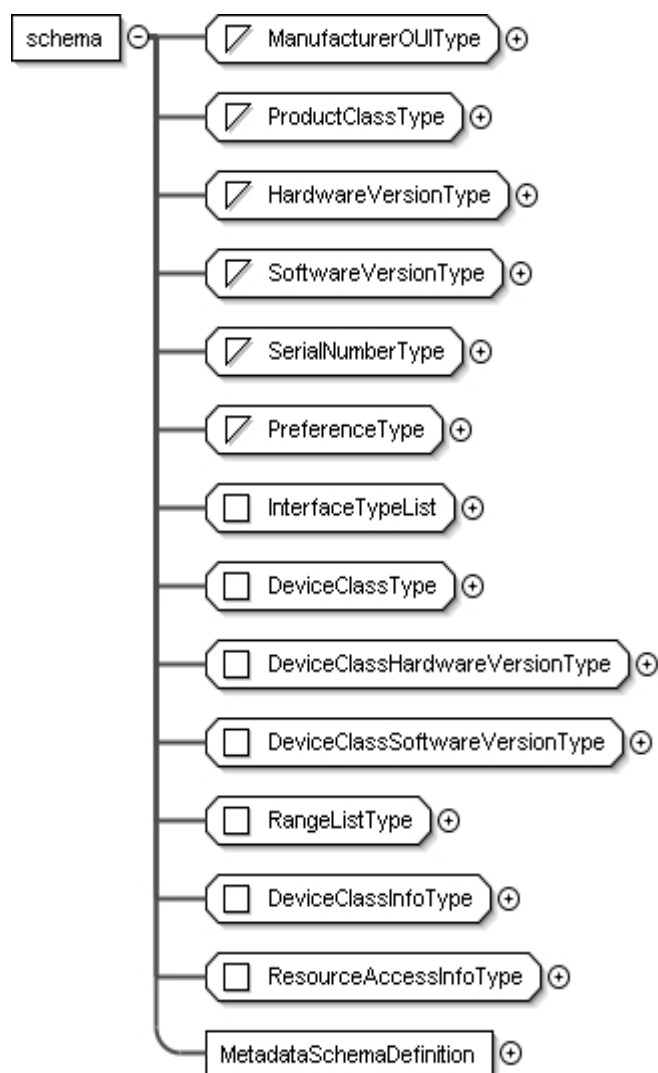 schema
ManufacturerOUIType
ProductClassType
HardwareVersionType
SoftwareVersionType
SerialNumberType
PreferenceType
InterfaceTypeList
DeviceClassType
DeviceClassHardwareVersionType
DeviceClassSoftwareVersionType
RangeListType
DeviceClassInfoType
ResourceAccessInfoType
MetadataSchemaDefinition